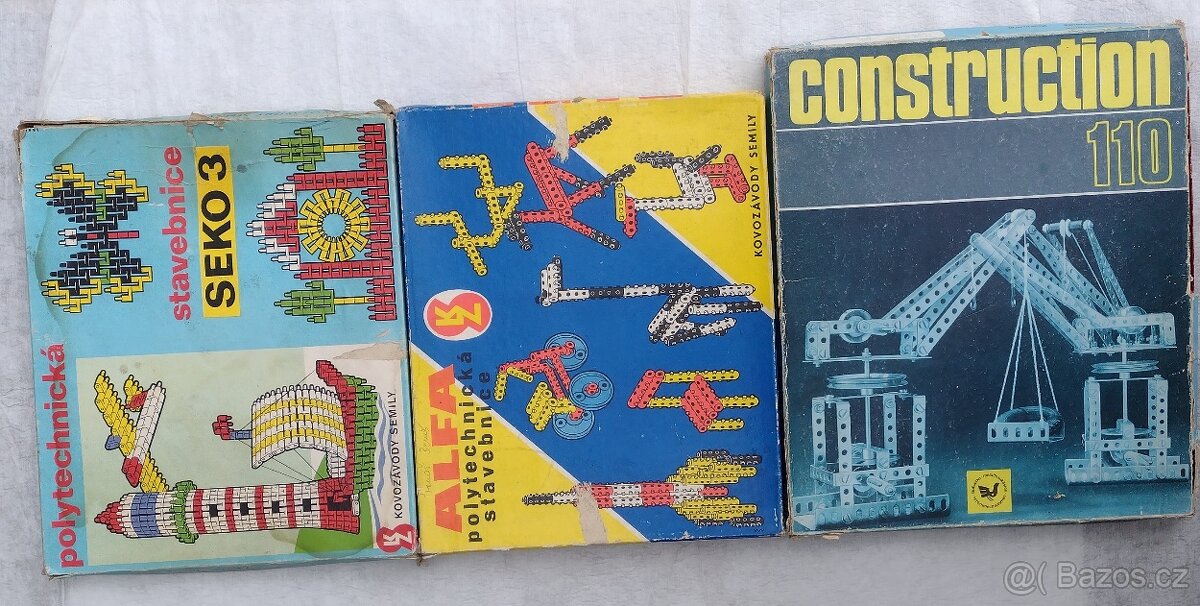 polytechnická
stavebnice
SEKO 3
KOVOZÁVODY SEMILY
ALFA
polytechnická
stavebnice
KOVOZÁVODY SEMILY
construction
110
@( Bazos.cz